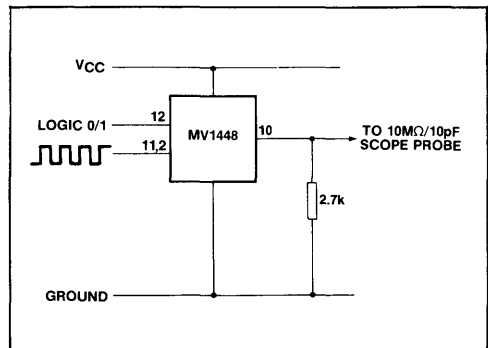 VCC
LOGIC 0/1
12
MV1448
10
11,2
TO 10MΩ/10pF
SCOPE PROBE
2.7k
GROUND